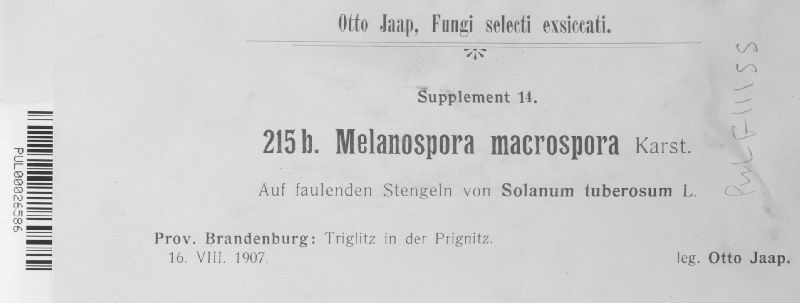 Otto Jaap, Fungi selecti exsiccati.
Supplement 14.
215 b. Melanospora macrospora Karst.
Auf faulenden Stengeln von Solanum tuberosum L.
Prov. Brandenburg: Triglitz in der Prignitz.
16. VIII. 1907.
leg. Otto Jaap.
PUL00026586
PUL F11155